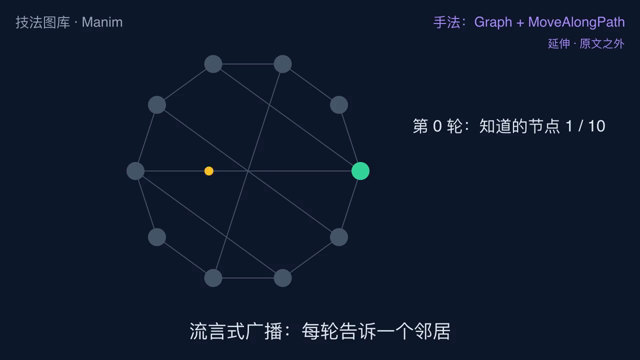 技法图库 · Manim
手法：Graph + MoveAlongPath
延伸 · 原文之外
第 0 轮：知道的节点 1 / 10
流言式广播：每轮告诉一个邻居